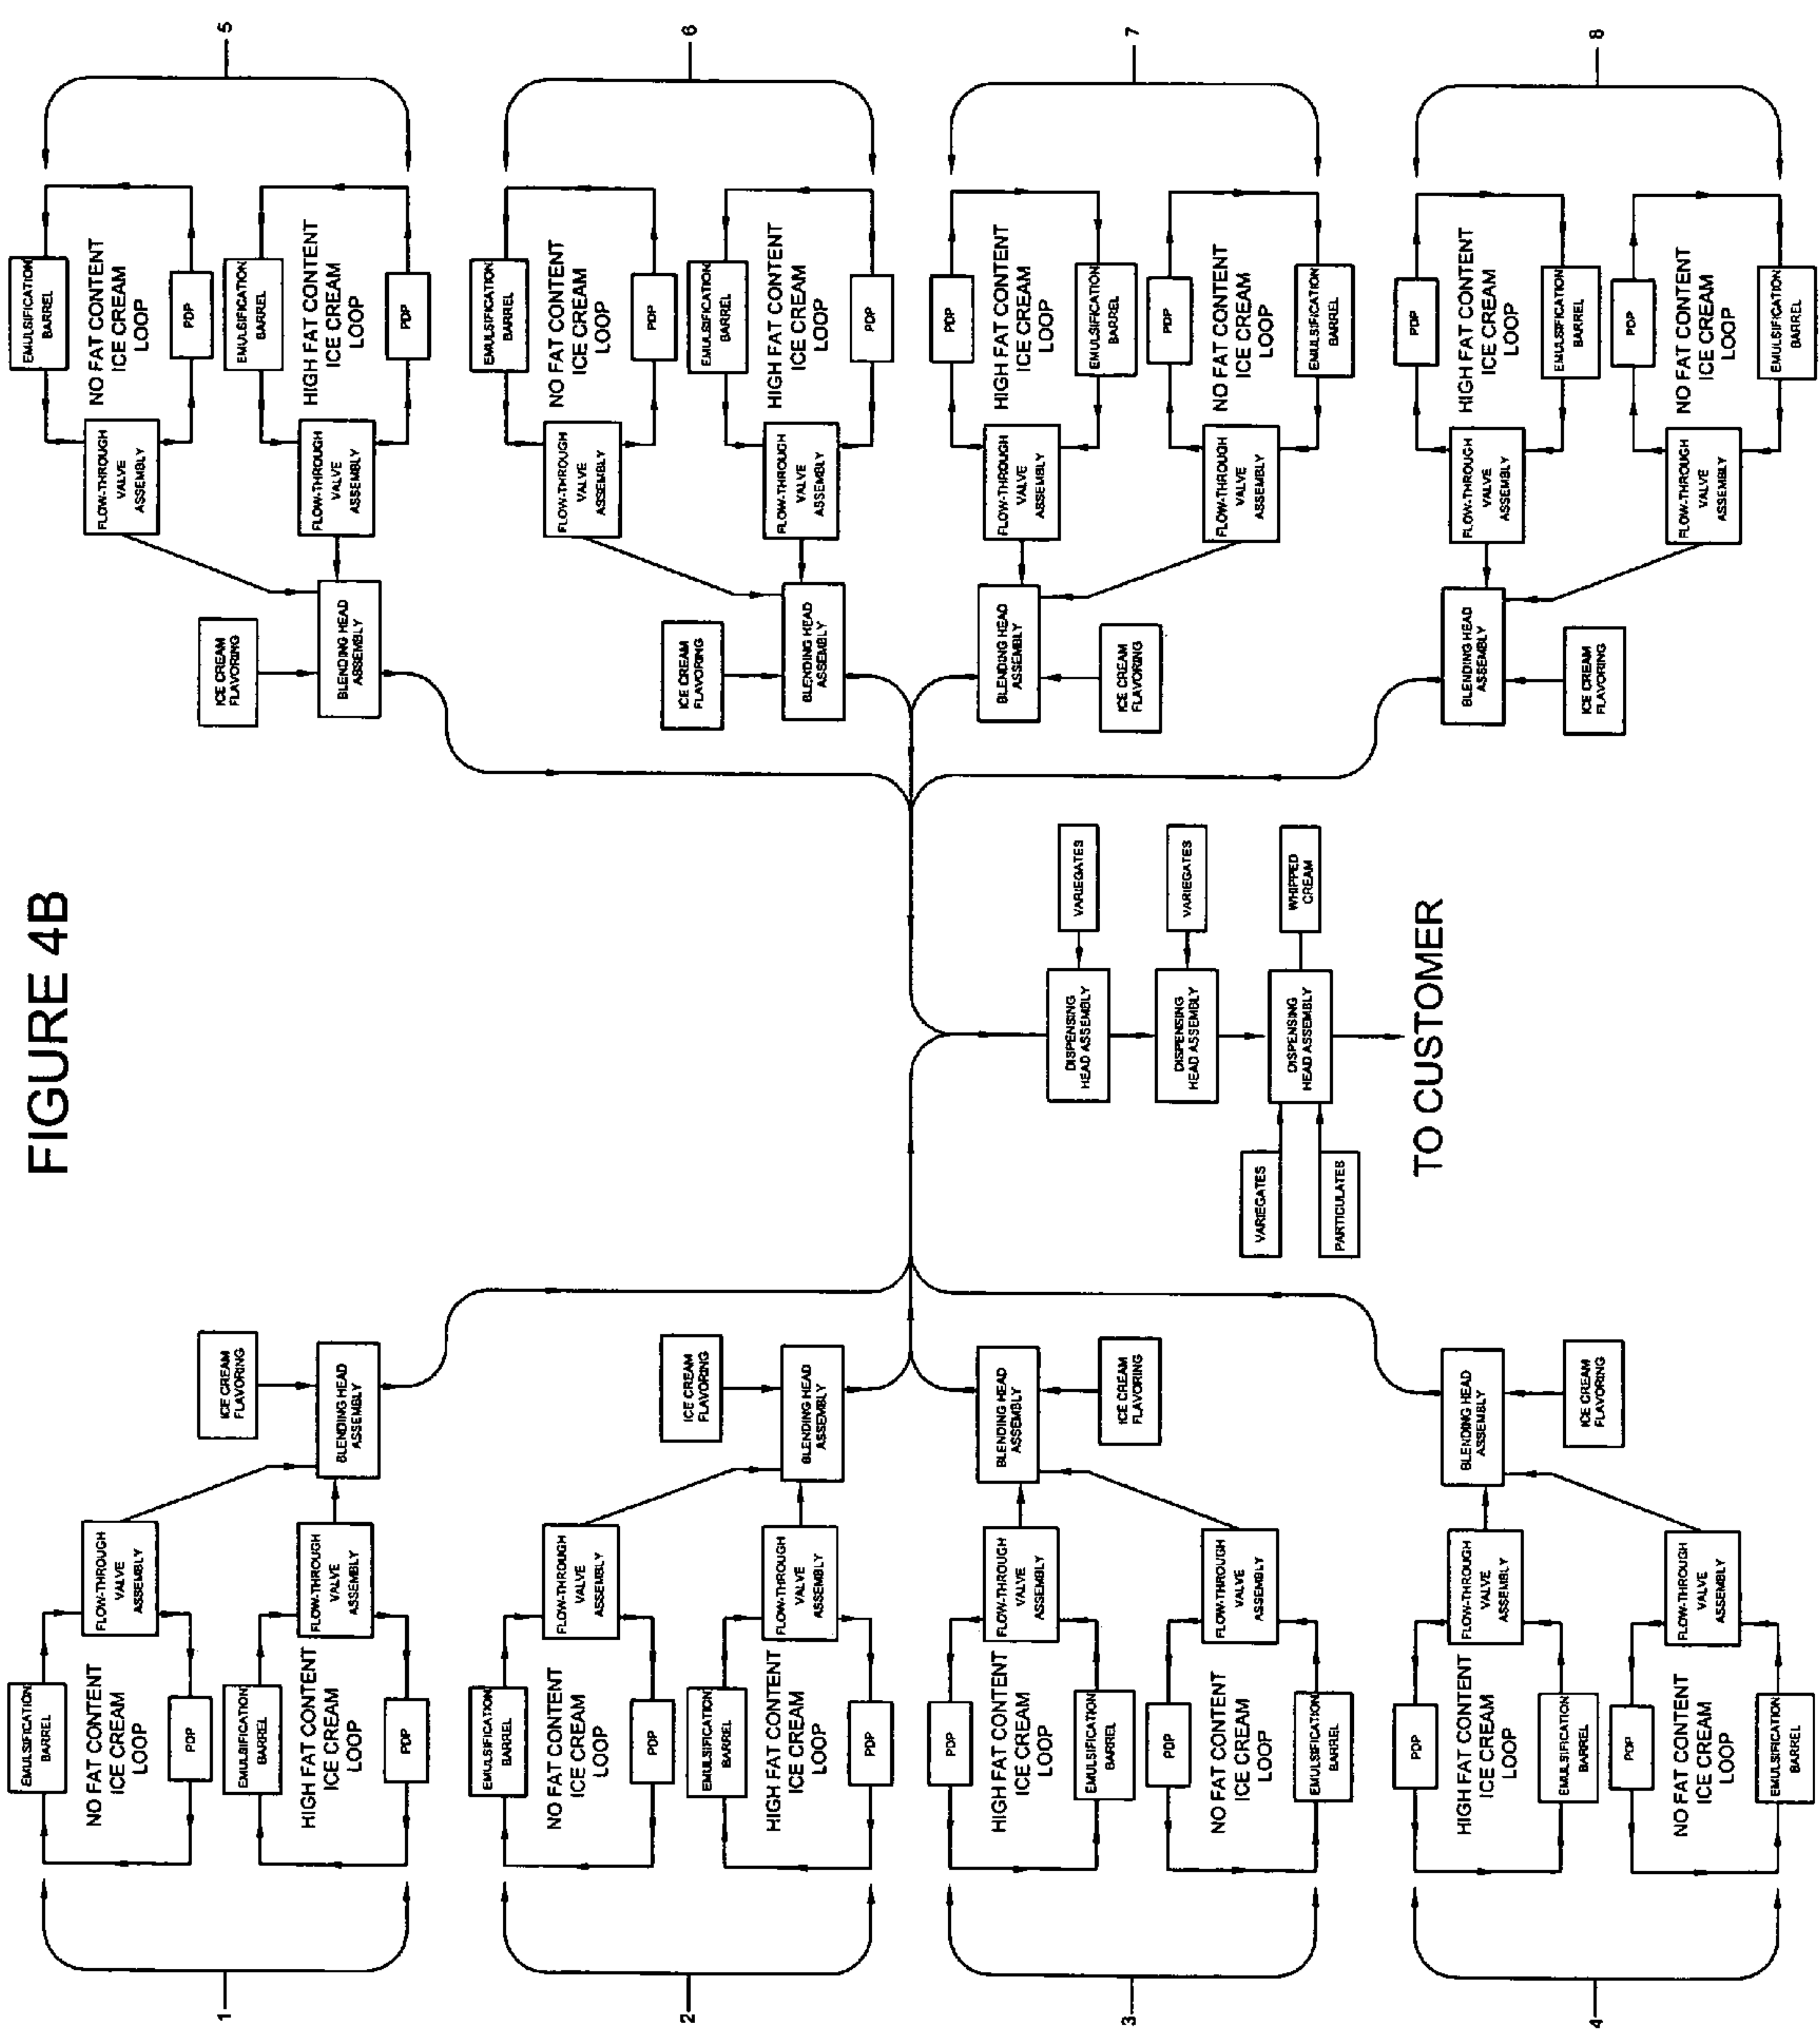 FIGURE 4B
1
EMULSIFICATION
BARREL
NO FAT CONTENT
ICE CREAM
LOOP
PDP
FLOW-THROUGH
VALVE
ASSEMBLY
EMULSIFICATION
BARREL
HIGH FAT CONTENT
ICE CREAM
LOOP
PDP
FLOW-THROUGH
VALVE
ASSEMBLY
ICE CREAM
FLAVORING
BLENDING HEAD
ASSEMBLY
5
EMULSIFICATION
BARREL
NO FAT CONTENT
ICE CREAM
LOOP
PDP
FLOW-THROUGH
VALVE
ASSEMBLY
EMULSIFICATION
BARREL
HIGH FAT CONTENT
ICE CREAM
LOOP
PDP
FLOW-THROUGH
VALVE
ASSEMBLY
ICE CREAM
FLAVORING
BLENDING HEAD
ASSEMBLY
2
EMULSIFICATION
BARREL
NO FAT CONTENT
ICE CREAM
LOOP
PDP
FLOW-THROUGH
VALVE
ASSEMBLY
EMULSIFICATION
BARREL
HIGH FAT CONTENT
ICE CREAM
LOOP
PDP
FLOW-THROUGH
VALVE
ASSEMBLY
ICE CREAM
FLAVORING
BLENDING HEAD
ASSEMBLY
6
EMULSIFICATION
BARREL
NO FAT CONTENT
ICE CREAM
LOOP
PDP
FLOW-THROUGH
VALVE
ASSEMBLY
EMULSIFICATION
BARREL
HIGH FAT CONTENT
ICE CREAM
LOOP
PDP
FLOW-THROUGH
VALVE
ASSEMBLY
ICE CREAM
FLAVORING
BLENDING HEAD
ASSEMBLY
3
PDP
HIGH FAT CONTENT
ICE CREAM
LOOP
EMULSIFICATION
BARREL
FLOW-THROUGH
VALVE
ASSEMBLY
BLENDING HEAD
ASSEMBLY
ICE CREAM
FLAVORING
PDP
NO FAT CONTENT
ICE CREAM
LOOP
EMULSIFICATION
BARREL
FLOW-THROUGH
VALVE
ASSEMBLY
7
PDP
HIGH FAT CONTENT
ICE CREAM
LOOP
EMULSIFICATION
BARREL
FLOW-THROUGH
VALVE
ASSEMBLY
BLENDING HEAD
ASSEMBLY
ICE CREAM
FLAVORING
PDP
NO FAT CONTENT
ICE CREAM
LOOP
EMULSIFICATION
BARREL
FLOW-THROUGH
VALVE
ASSEMBLY
DISPENSING
HEAD ASSEMBLY
VARIEGATES
DISPENSING
HEAD ASSEMBLY
VARIEGATES
VARIEGATES
PARTICULATES
DISPENSING
HEAD ASSEMBLY
WHIPPED
CREAM
TO CUSTOMER
4
PDP
HIGH FAT CONTENT
ICE CREAM
LOOP
EMULSIFICATION
BARREL
FLOW-THROUGH
VALVE
ASSEMBLY
BLENDING HEAD
ASSEMBLY
ICE CREAM
FLAVORING
PDP
NO FAT CONTENT
ICE CREAM
LOOP
EMULSIFICATION
BARREL
FLOW-THROUGH
VALVE
ASSEMBLY
8
PDP
HIGH FAT CONTENT
ICE CREAM
LOOP
EMULSIFICATION
BARREL
FLOW-THROUGH
VALVE
ASSEMBLY
BLENDING HEAD
ASSEMBLY
ICE CREAM
FLAVORING
PDP
NO FAT CONTENT
ICE CREAM
LOOP
EMULSIFICATION
BARREL
FLOW-THROUGH
VALVE
ASSEMBLY